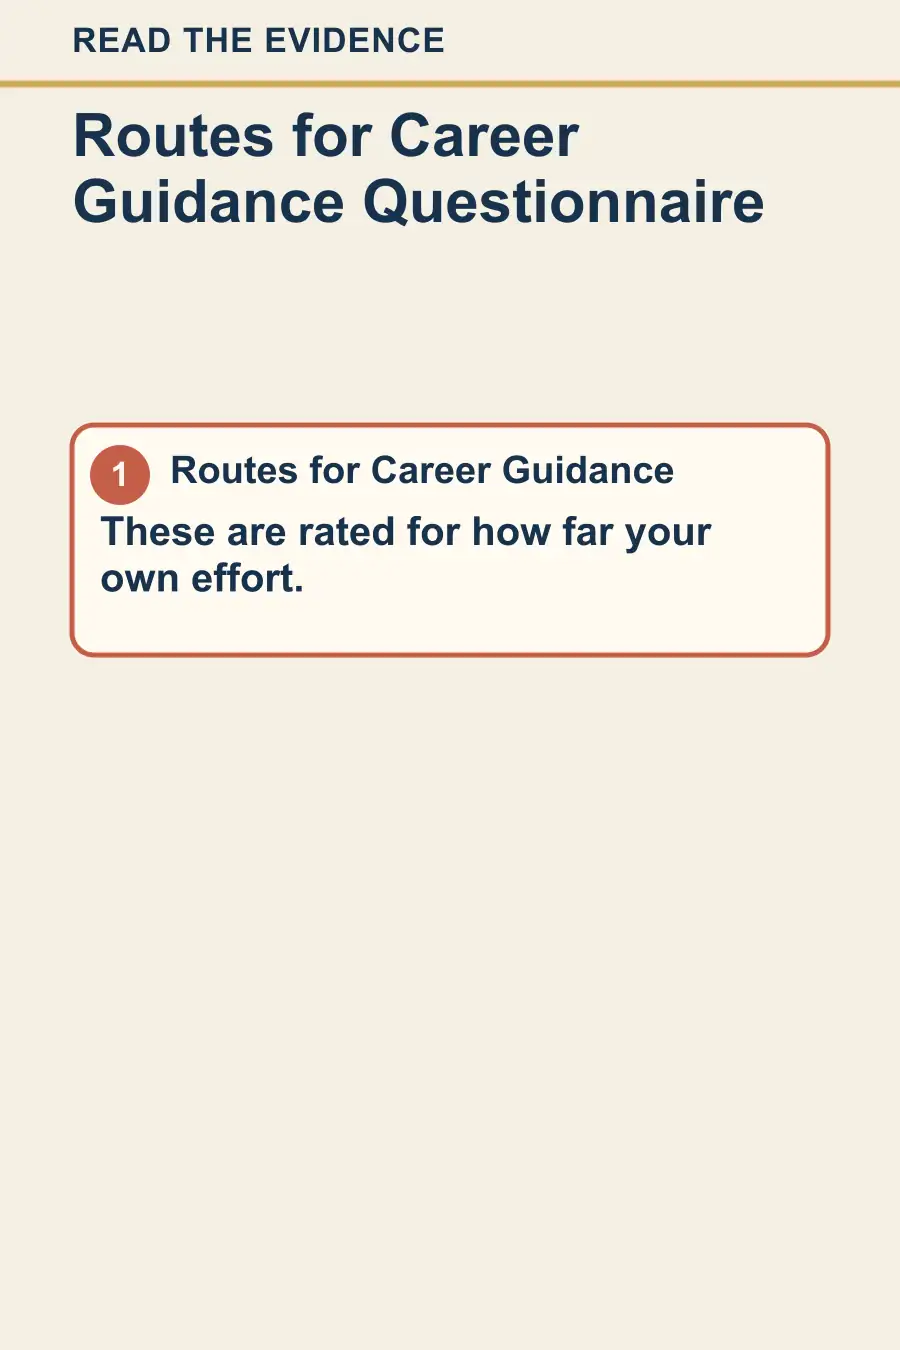 READ THE EVIDENCE
Routes for Career
Guidance Questionnaire
1 Routes for Career Guidance
These are rated for how far your
own effort.